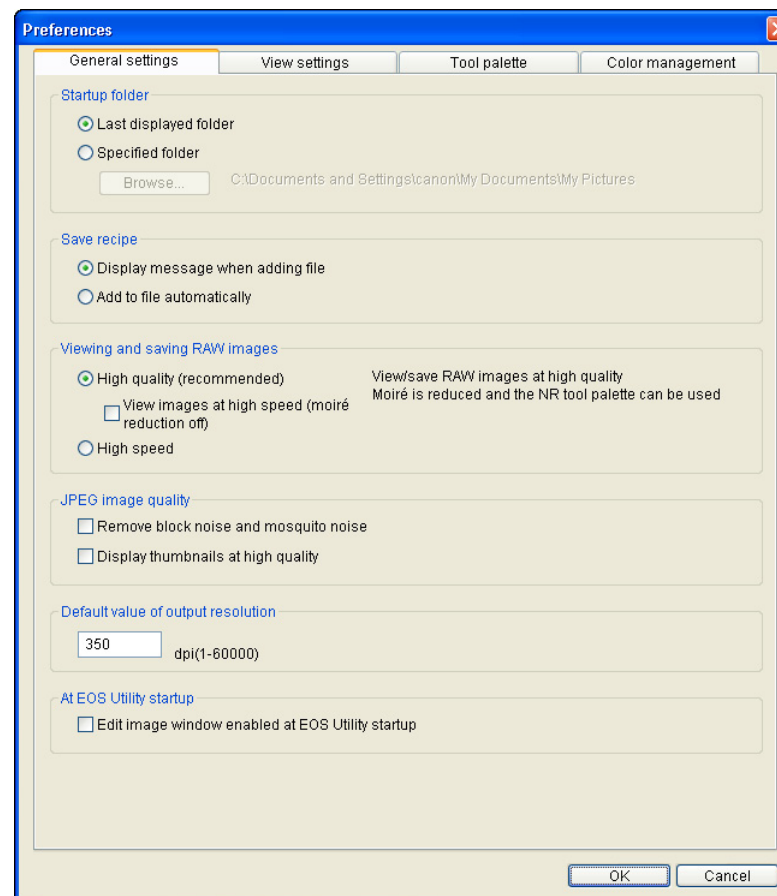 Preferences
General settings
View settings
Tool palette
Color management
Startup folder
Last displayed folder
Specified folder
Browse...
C:\Documents and Settings\canon\My Documents\My Pictures
Save recipe
Display message when adding file
Add to file automatically
Viewing and saving RAW images
High quality (recommended)
View/save RAW images at high quality
Moiré is reduced and the NR tool palette can be used
View images at high speed (moiré
reduction off)
High speed
JPEG image quality
Remove block noise and mosquito noise
Display thumbnails at high quality
Default value of output resolution
350
dpi(1-60000)
At EOS Utility startup
Edit image window enabled at EOS Utility startup
OK
Cancel